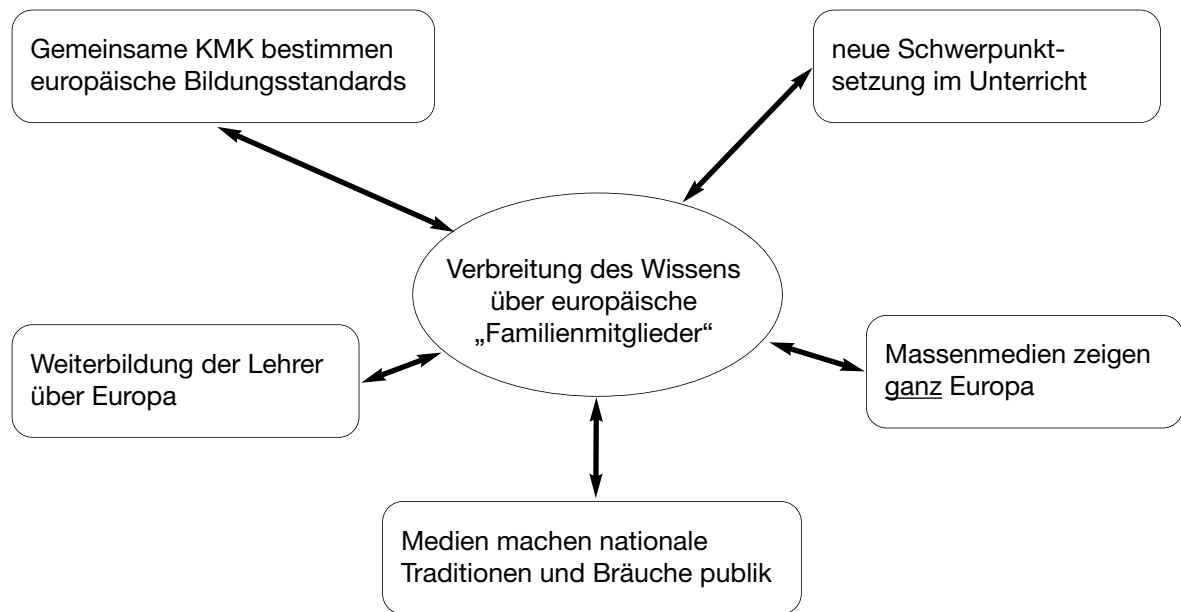 Gemeinsame KMK bestimmen
europäische Bildungsstandards
neue Schwerpunkt-
setzung im Unterricht
Verbreitung des Wissens
über europäische
„Familienmitglieder“
Weiterbildung der Lehrer
über Europa
Massenmedien zeigen
ganz Europa
Medien machen nationale
Traditionen und Bräuche publik